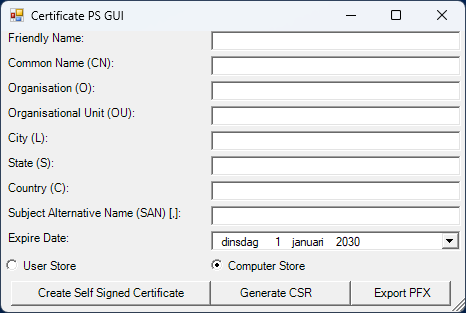 Certificate PS GUI
Friendly Name:
Common Name (CN):
Organisation (O):
Organisational Unit (OU):
City (L):
State (S):
Country (C):
Subject Alternative Name (SAN) [,]:
Expire Date: dinsdag 1 januari 2030
User Store Computer Store
Create Self Signed Certificate Generate CSR Export PFX